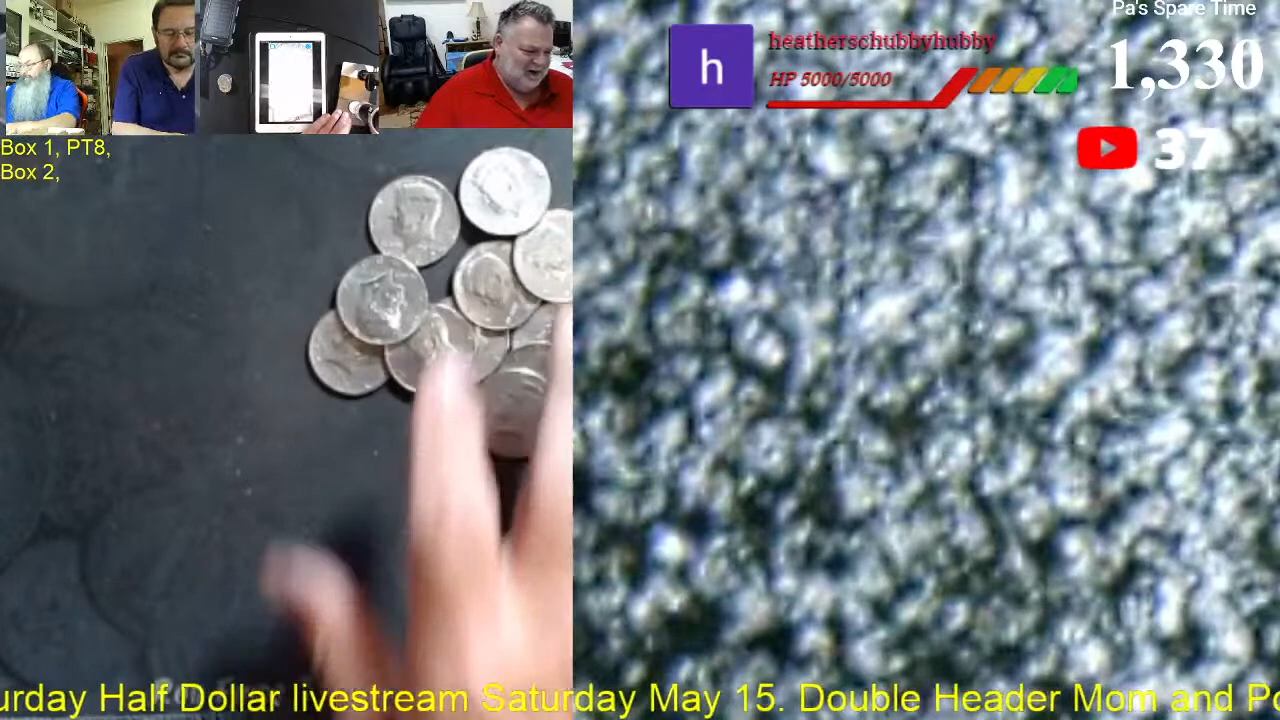 Pa's Spare Time
h
heatherschubbyhubby
1,330
HP 5000/5000
37
Box 1, PT8,
Box 2,
urday Half Dollar livestream Saturday May 15. Double Header Mom and Po